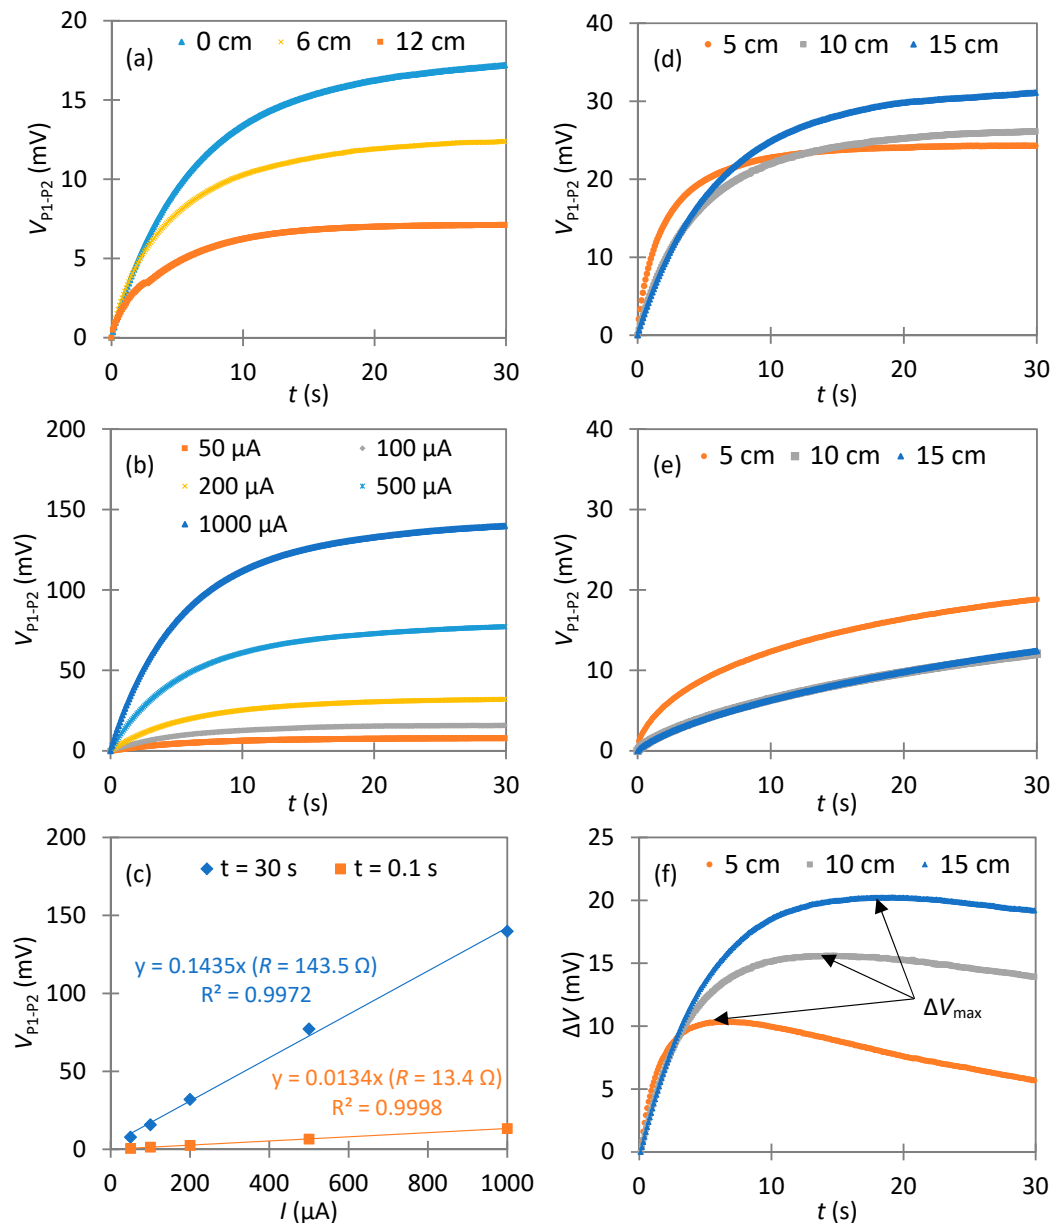 (a) 0 cm 6 cm 12 cm
20
15
10
5
0
V_P1-P2 (mV)
0 10 20 30
t (s)
(d) 5 cm 10 cm 15 cm
40
30
20
10
0
V_P1-P2 (mV)
0 10 20 30
t (s)
(b) 50 µA 100 µA
200 µA 500 µA
1000 µA
200
150
100
50
0
V_P1-P2 (mV)
0 10 20 30
t (s)
(e) 5 cm 10 cm 15 cm
40
30
20
10
0
V_P1-P2 (mV)
0 10 20 30
t (s)
(c) t = 30 s t = 0.1 s
200
150
100
50
0
V_P1-P2 (mV)
y = 0.1435x (R = 143.5 Ω)
R² = 0.9972
y = 0.0134x (R = 13.4 Ω)
R² = 0.9998
0 200 400 600 800 1000
I (µA)
(f) 5 cm 10 cm 15 cm
25
20
15
10
5
0
ΔV (mV)
ΔV_max
0 10 20 30
t (s)